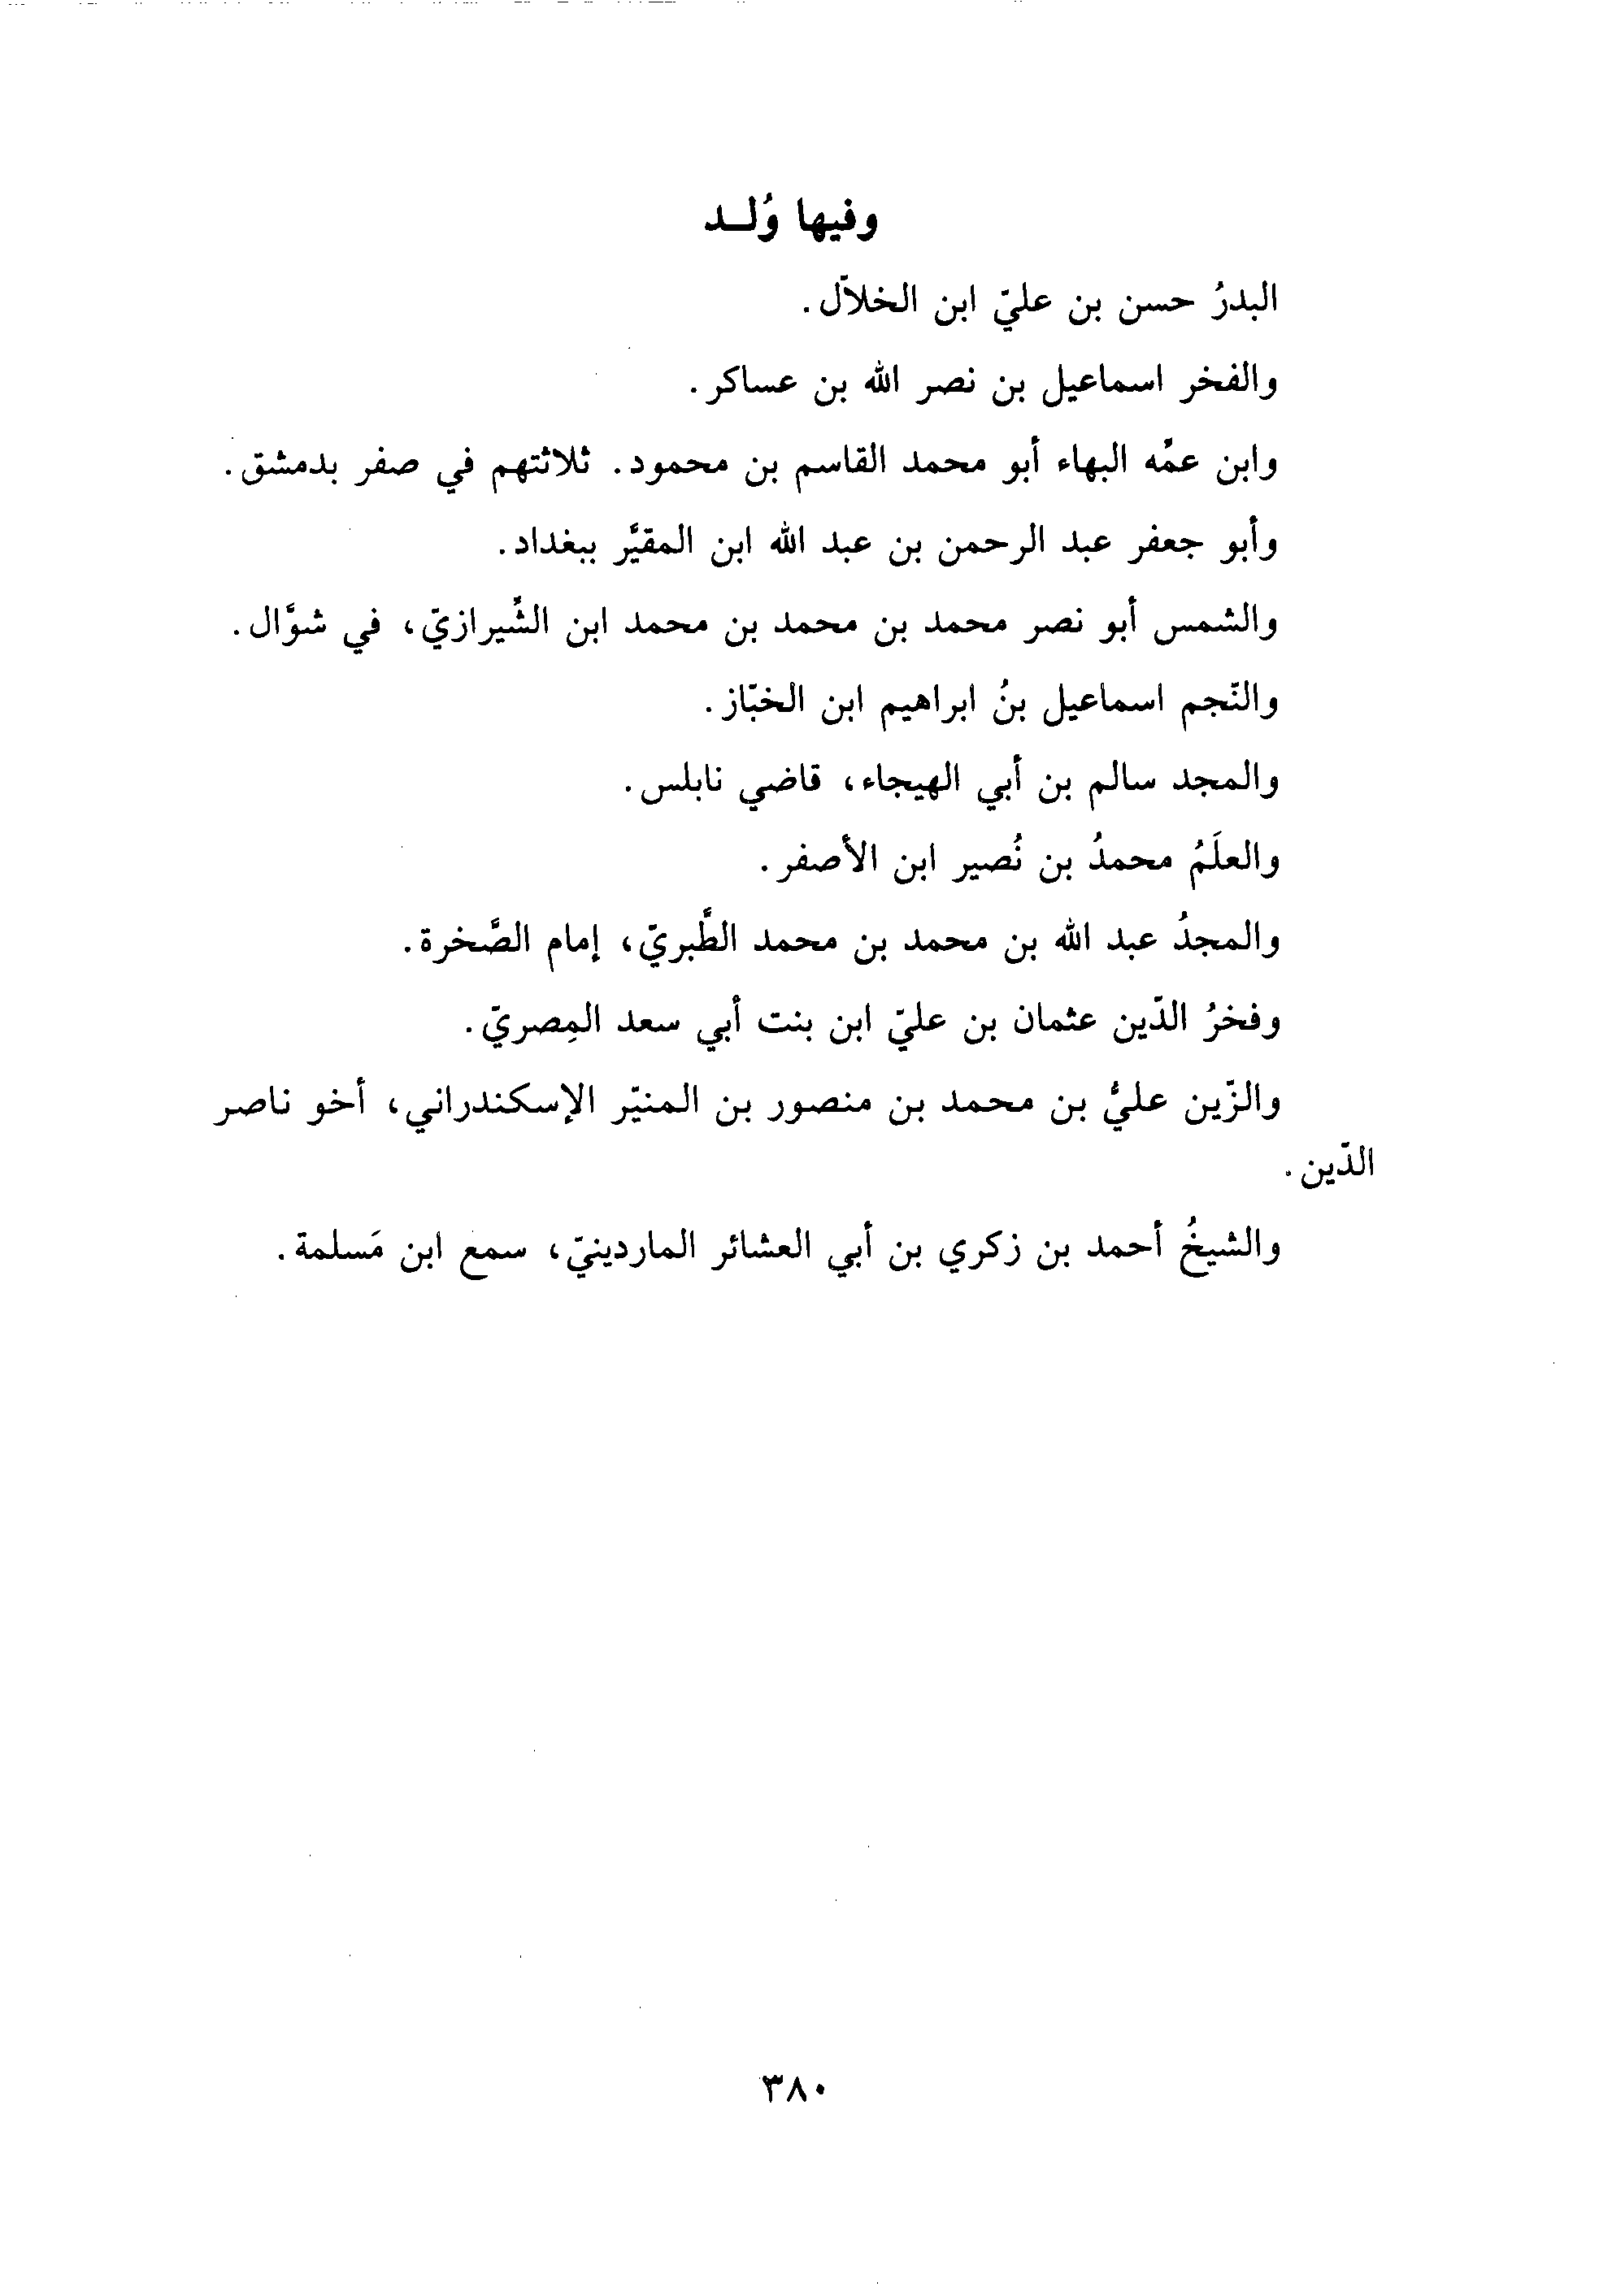 وفيها وُلـد
البدرُ حسن بن عليّ ابن الخلاّل.
والفخر اسماعيل بن نصر الله بن عساكر.
وابن عمِّه البهاء أبو محمد القاسم بن محمود. ثلاثتهم في صفر بدمشق.
وأبو جعفر عبد الرحمن بن عبد الله ابن المقيَّر ببغداد.
والشمس أبو نصر محمد بن محمد بن محمد ابن الشِّيرازيّ، في شوَّال.
والنّجم اسماعيل بنُ ابراهيم ابن الخبّاز.
والمجد سالم بن أبي الهيجاء، قاضي نابلس.
والعلَمُ محمدُ بن نُصير ابن الأصفر.
والمجدُ عبد الله بن محمد بن محمد الطَّبريّ، إمام الصَّخرة.
وفخرُ الدّين عثمان بن عليّ ابن بنت أبي سعد المِصريّ.
والزّين عليُّ بن محمد بن منصور بن المنيّر الإسكندراني، أخو ناصر
الدّين.
والشيخُ أحمد بن زكري بن أبي العشائر الماردينيّ، سمع ابن مَسلمة.
٣٨٠